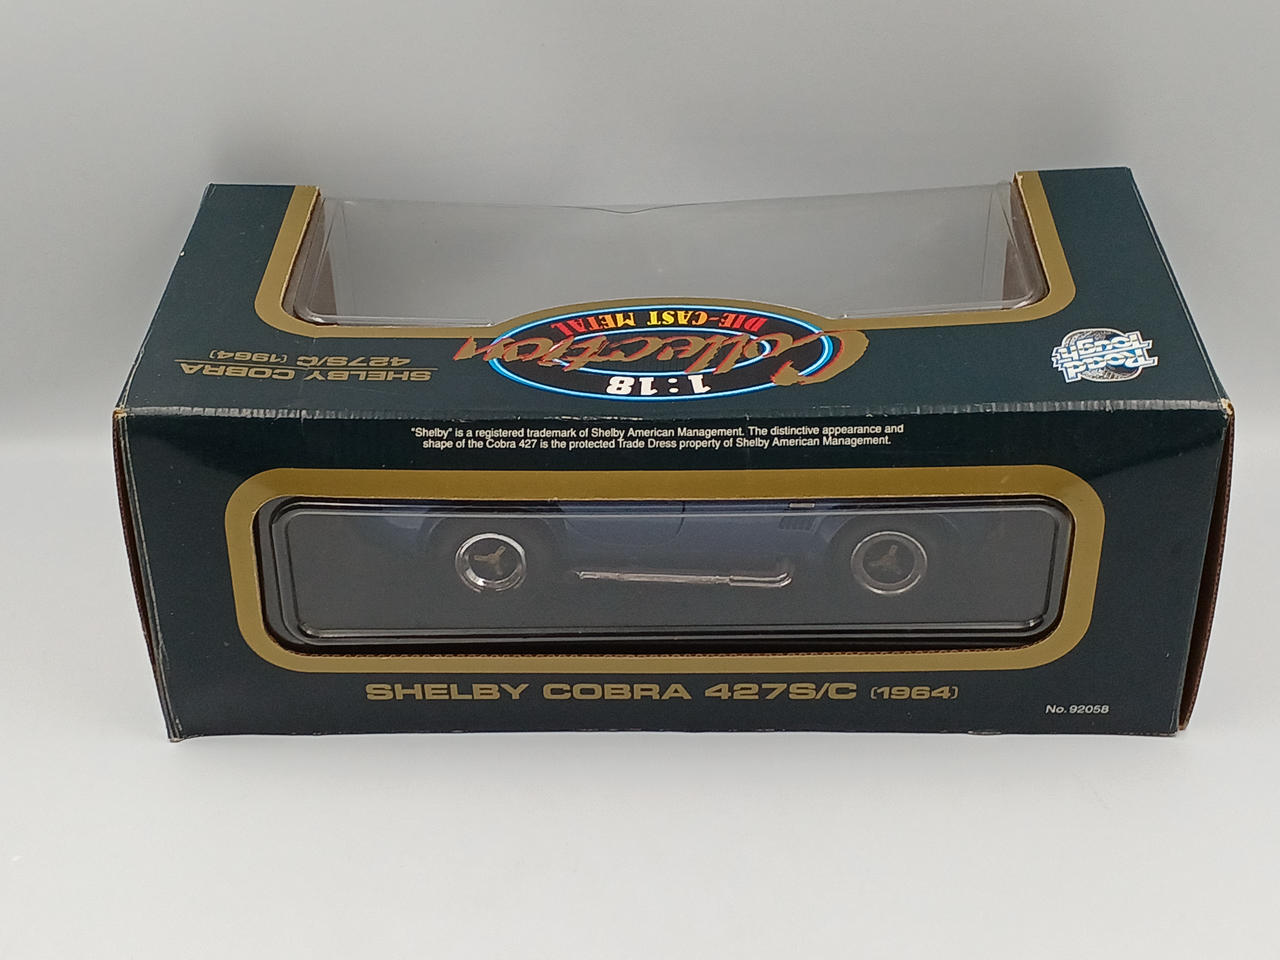 SHELBY COBRA
427S/C (1964)
DIE-CAST METAL
Collection
1:18
Road
Tough
"Shelby" is a registered trademark of Shelby American Management. The distinctive appearance and
shape of the Cobra 427 is the protected Trade Dress property of Shelby American Management.
SHELBY COBRA 427S/C (1964)
No. 92058